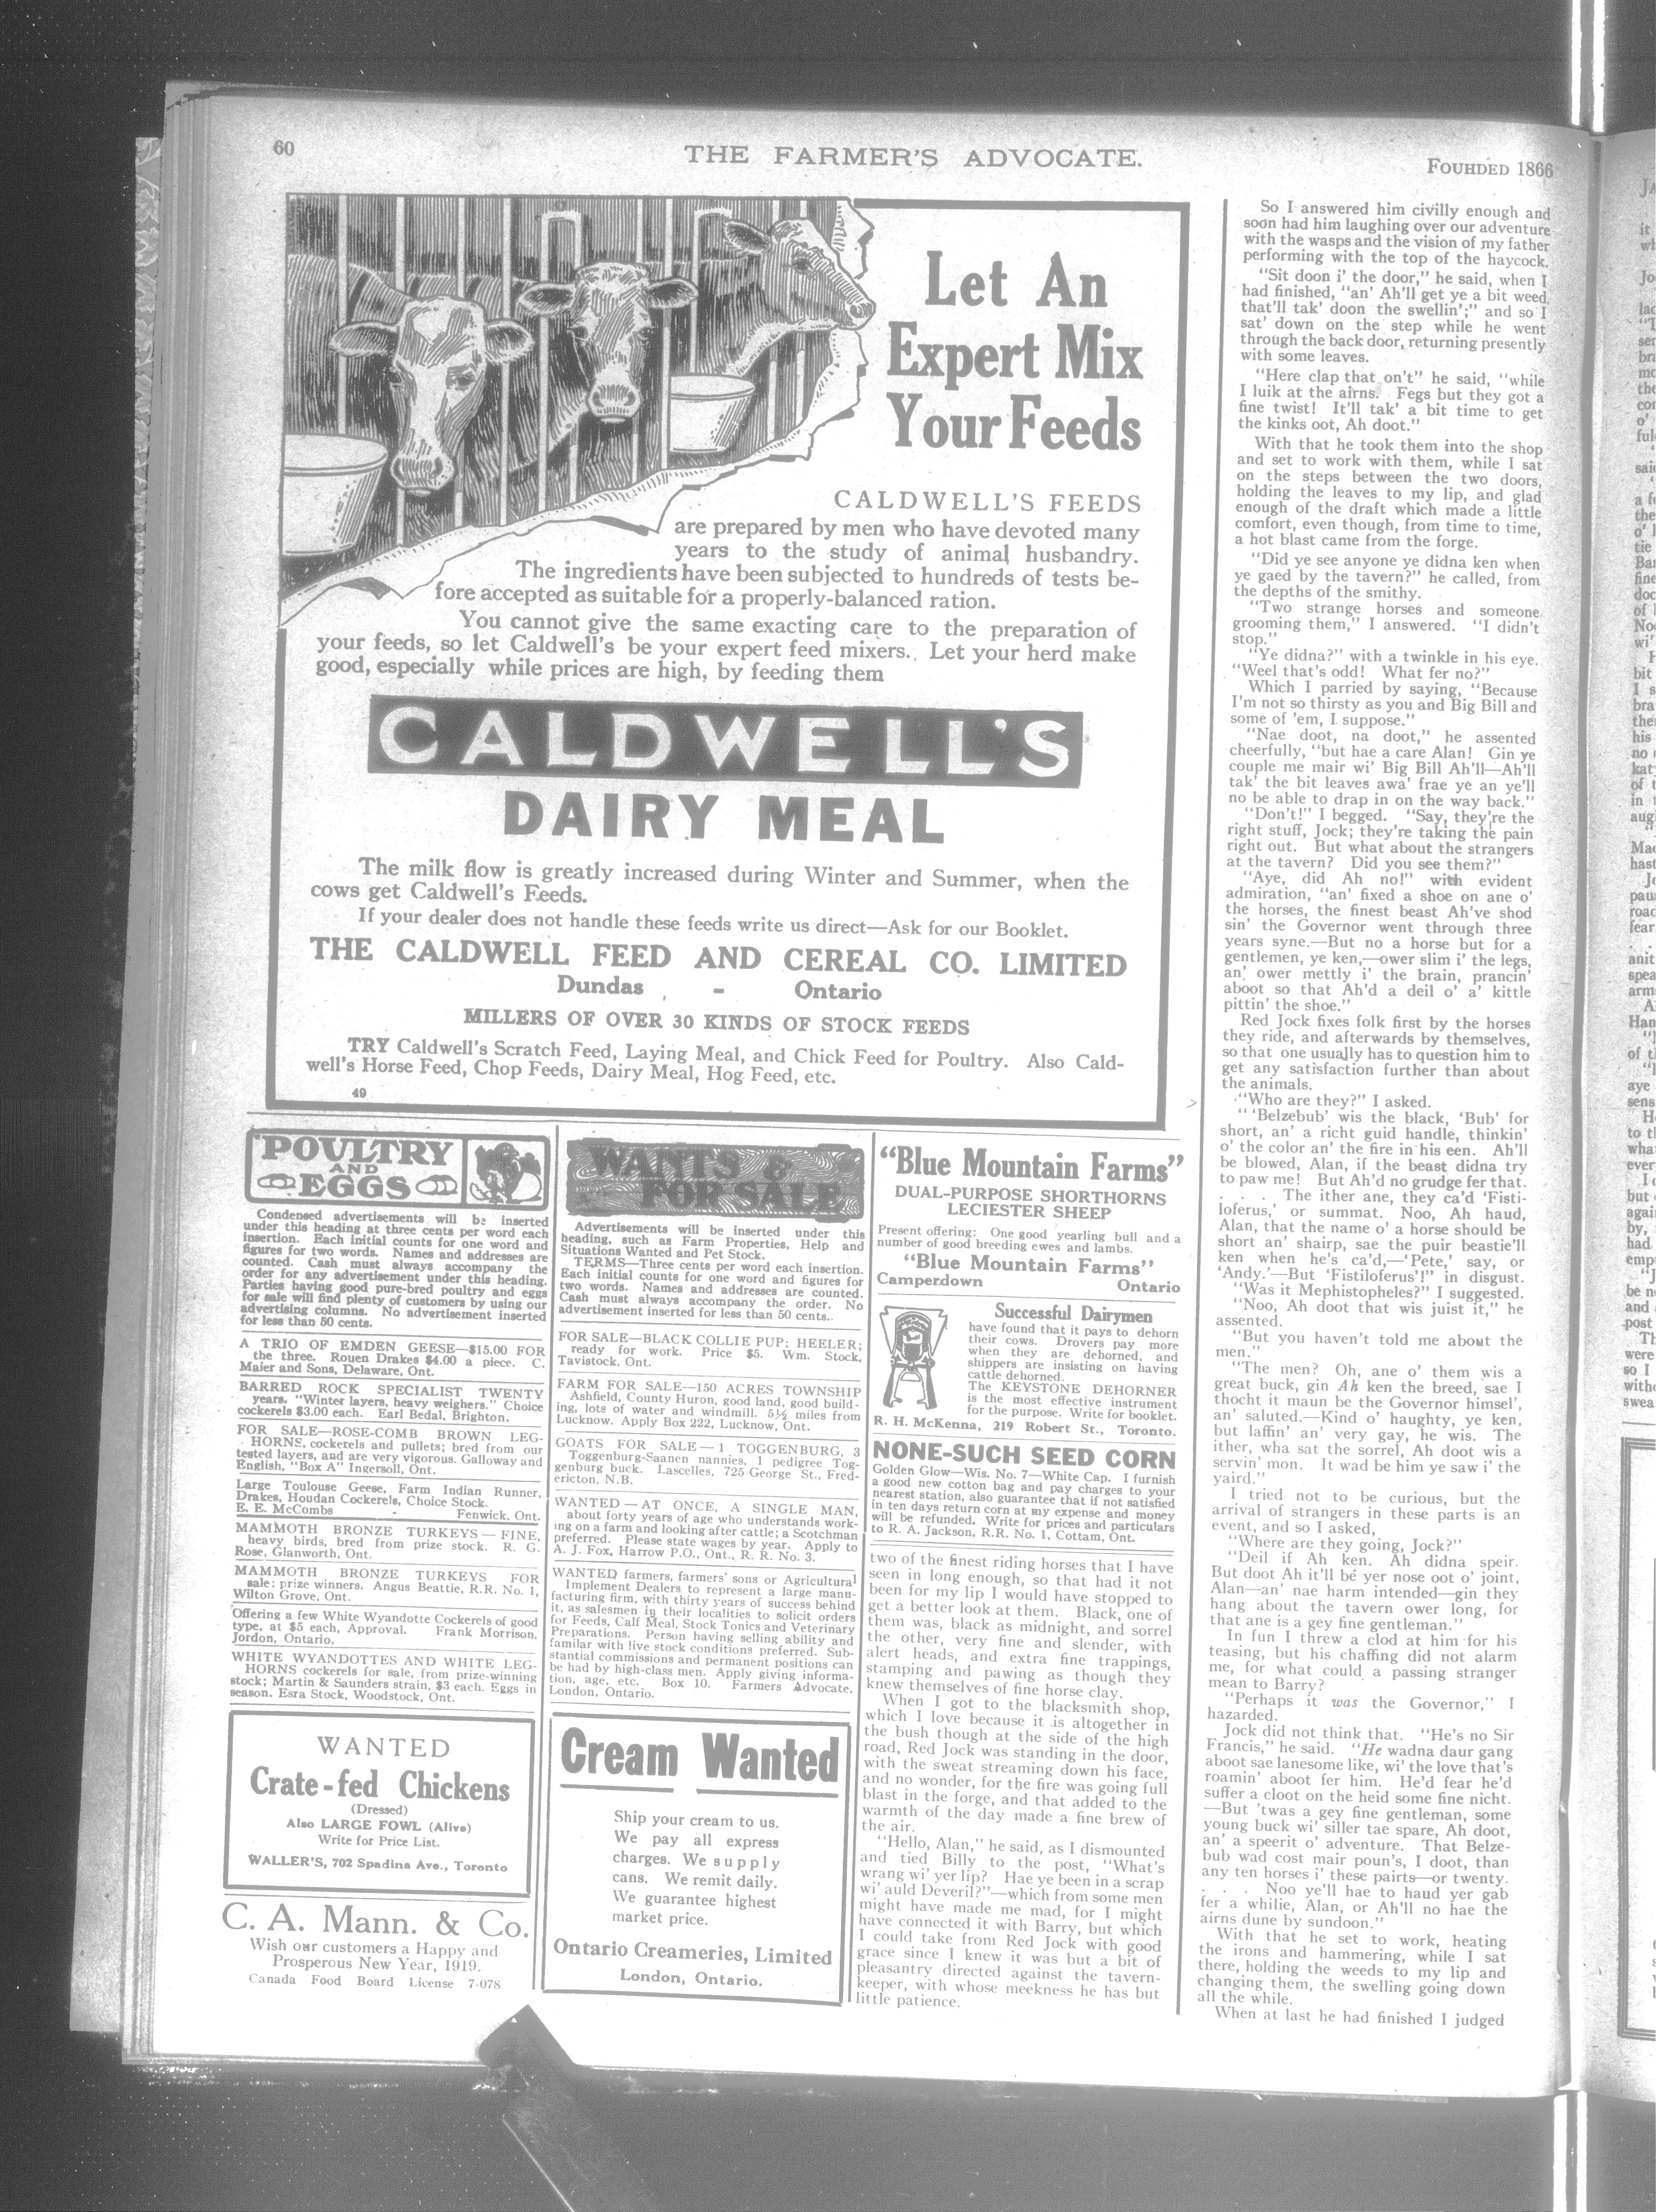 60
THE FARMER'S ADVOCATE.
FOUHDED 1866
Let An
Expert Mix
Your Feeds
CALDWELL'S FEEDS
are prepared by men who have devoted many
years to the study of animal husbandry.
The ingredients have been subjected to hundreds of tests be-
fore accepted as suitable for a properly-balanced ration.
You cannot give the same exacting care to the preparation of
your feeds, so let Caldwell's be your expert feed mixers. Let your herd make
good, especially while prices are high, by feeding them
CALDWELL'S
DAIRY MEAL
The milk flow is greatly increased during Winter and Summer, when the
cows get Caldwell's Feeds.
If your dealer does not handle these feeds write us direct—Ask for our Booklet.
THE CALDWELL FEED AND CEREAL CO. LIMITED
Dundas - Ontario
MILLERS OF OVER 30 KINDS OF STOCK FEEDS
TRY Caldwell's Scratch Feed, Laying Meal, and Chick Feed for Poultry. Also Cald-
well's Horse Feed, Chop Feeds, Dairy Meal, Hog Feed, etc.
49
POULTRY
AND
EGGS
Condensed advertisements will be inserted
under this heading at three cents per word each
insertion. Each initial counts for one word and
figures for two words. Names and addresses are
counted. Cash must always accompany the
order for any advertisement under this heading.
Parties having good pure-bred poultry and eggs
for sale will find plenty of customers by using our
advertising columns. No advertisement inserted
for less than 50 cents.
A TRIO OF EMDEN GEESE—$15.00 FOR
the three. Rouen Drakes $4.00 a piece. C.
Maier and Sons, Delaware, Ont.
BARRED ROCK SPECIALIST TWENTY
years. "Winter layers, heavy weighers." Choice
cockerels $3.00 each. Earl Bedal, Brighton.
FOR SALE—ROSE-COMB BROWN LEG-
HORNS, cockerels and pullets; bred from our
tested layers, and are very vigorous. Galloway and
English, "Box A" Ingersoll, Ont.
Large Toulouse Geese, Farm Indian Runner,
Drakes, Houdan Cockerels, Choice Stock.
E. E. McCombs - Fenwick, Ont.
MAMMOTH BRONZE TURKEYS — FINE,
heavy birds, bred from prize stock. R. G.
Rose, Glanworth, Ont.
MAMMOTH BRONZE TURKEYS FOR
sale; prize winners. Angus Beattie, R.R. No. 1,
Wilton Grove, Ont.
Offering a few White Wyandotte Cockerels of good
type, at $5 each, Approval. Frank Morrison,
Jordon, Ontario.
WHITE WYANDOTTES AND WHITE LEG-
HORNS cockerels for sale, from prize-winning
stock; Martin & Saunders strain, $3 each. Eggs in
season. Esra Stock, Woodstock, Ont.
WANTED
Crate-fed Chickens
(Dressed)
Also LARGE FOWL (Alive)
Write for Price List.
WALLER'S, 702 Spadina Ave., Toronto
C. A. Mann. & Co.
Wish our customers a Happy and
Prosperous New Year, 1919.
Canada Food Board License 7-078
WANTS &
FOR SALE
Advertisements will be inserted under this
heading, such as Farm Properties, Help and
Situations Wanted and Pet Stock.
TERMS—Three cents per word each insertion.
Each initial counts for one word and figures for
two words. Names and addresses are counted.
Cash must always accompany the order. No
advertisement inserted for less than 50 cents.
FOR SALE—BLACK COLLIE PUP; HEELER;
ready for work. Price $5. Wm. Stock,
Tavistock, Ont.
FARM FOR SALE—150 ACRES TOWNSHIP
Ashfield, County Huron, good land, good build-
ing, lots of water and windmill. 5½ miles from
Lucknow. Apply Box 222, Lucknow, Ont.
GOATS FOR SALE — 1 TOGGENBURG, 3
Toggenburg-Saanen nannies, 1 pedigree Tog-
genburg buck. Lascelles, 725 George St., Fred-
ericton, N.B.
WANTED — AT ONCE, A SINGLE MAN,
about forty years of age who understands work-
ing on a farm and looking after cattle; a Scotchman
preferred. Please state wages by year. Apply to
A. J. Fox, Harrow P.O., Ont., R. R. No. 3.
WANTED farmers, farmers' sons or Agricultural
Implement Dealers to represent a large manu-
facturing firm, with thirty years of success behind
it, as salesmen in their localities to solicit orders
for Feeds, Calf Meal, Stock Tonics and Veterinary
Preparations. Person having selling ability and
familar with live stock conditions preferred. Sub-
stantial commissions and permanent positions can
be had by high-class men. Apply giving informa-
tion, age, etc. Box 10. Farmers Advocate,
London, Ontario.
Cream Wanted
Ship your cream to us.
We pay all express
charges. We supply
cans. We remit daily.
We guarantee highest
market price.
Ontario Creameries, Limited
London, Ontario.
"Blue Mountain Farms"
DUAL-PURPOSE SHORTHORNS
LECIESTER SHEEP
Present offering: One good yearling bull and a
number of good breeding ewes and lambs.
"Blue Mountain Farms"
Camperdown Ontario
Successful Dairymen
have found that it pays to dehorn
their cows. Drovers pay more
when they are dehorned, and
shippers are insisting on having
cattle dehorned.
The KEYSTONE DEHORNER
is the most effective instrument
for the purpose. Write for booklet.
R. H. McKenna, 219 Robert St., Toronto.
NONE-SUCH SEED CORN
Golden Glow—Wis. No. 7—White Cap. I furnish
a good new cotton bag and pay charges to your
nearest station, also guarantee that if not satisfied
in ten days return corn at my expense and money
will be refunded. Write for prices and particulars
to R. A. Jackson, R.R. No. 1, Cottam, Ont.
two of the finest riding horses that I have
seen in long enough, so that had it not
been for my lip I would have stopped to
get a better look at them. Black, one of
them was, black as midnight, and sorrel
the other, very fine and slender, with
alert heads, and extra fine trappings,
stamping and pawing as though they
knew themselves of fine horse clay.
When I got to the blacksmith shop,
which I love because it is altogether in
the bush though at the side of the high
road, Red Jock was standing in the door,
with the sweat streaming down his face,
and no wonder, for the fire was going full
blast in the forge, and that added to the
warmth of the day made a fine brew of
the air.
"Hello, Alan," he said, as I dismounted
and tied Billy to the post, "What's
wrang wi' yer lip? Hae ye been in a scrap
wi' auld Deveril?"—which from some men
might have made me mad, for I might
have connected it with Barry, but which
I could take from Red Jock with good
grace since I knew it was but a bit of
pleasantry directed against the tavern-
keeper, with whose meekness he has but
little patience.
So I answered him civilly enough and
soon had him laughing over our adventure
with the wasps and the vision of my father
performing with the top of the haycock.
"Sit doon i' the door," he said, when I
had finished, "an' Ah'll get ye a bit weed,
that'll tak' doon the swellin';" and so I
sat' down on the step while he went
through the back door, returning presently
with some leaves.
"Here clap that on't" he said, "while
I luik at the airns. Fegs but they got a
fine twist! It'll tak' a bit time to get
the kinks oot, Ah doot."
With that he took them into the shop
and set to work with them, while I sat
on the steps between the two doors,
holding the leaves to my lip, and glad
enough of the draft which made a little
comfort, even though, from time to time,
a hot blast came from the forge.
"Did ye see anyone ye didna ken when
ye gaed by the tavern?" he called, from
the depths of the smithy.
"Two strange horses and someone
grooming them," I answered. "I didn't
stop."
"Ye didna?" with a twinkle in his eye.
"Weel that's odd! What fer no?"
Which I parried by saying, "Because
I'm not so thirsty as you and Big Bill and
some of 'em, I suppose."
"Nae doot, na doot," he assented
cheerfully, "but hae a care Alan! Gin ye
couple me mair wi' Big Bill Ah'll—Ah'll
tak' the bit leaves awa' frae ye an ye'll
no be able to drap in on the way back."
"Don't!" I begged. "Say, they're the
right stuff, Jock; they're taking the pain
right out. But what about the strangers
at the tavern? Did you see them?"
"Aye, did Ah no!" with evident
admiration, "an' fixed a shoe on ane o'
the horses, the finest beast Ah've shod
sin' the Governor went through three
years syne.—But no a horse but for a
gentlemen, ye ken,—ower slim i' the legs,
an' ower mettly i' the brain, prancin'
aboot so that Ah'd a deil o' a' kittle
pittin' the shoe."
Red Jock fixes folk first by the horses
they ride, and afterwards by themselves,
so that one usually has to question him to
get any satisfaction further than about
the animals.
"Who are they?" I asked.
" 'Belzebub' wis the black, 'Bub' for
short, an' a richt guid handle, thinkin'
o' the color an' the fire in his een. Ah'll
be blowed, Alan, if the beast didna try
to paw me! But Ah'd no grudge fer that.
. . . The ither ane, they ca'd 'Fisti-
loferus,' or summat. Noo, Ah haud,
Alan, that the name o' a horse should be
short an' shairp, sae the puir beastie'll
ken when he's ca'd,—'Pete,' say, or
'Andy.'—But 'Fistiloferus'!" in disgust.
"Was it Mephistopheles?" I suggested.
"Noo, Ah doot that wis juist it," he
assented.
"But you haven't told me about the
men."
"The men? Oh, ane o' them wis a
great buck, gin Ah ken the breed, sae I
thocht it maun be the Governor himsel',
an' saluted.—Kind o' haughty, ye ken,
but laffin' an' very gay, he wis. The
ither, wha sat the sorrel, Ah doot wis a
servin' mon. It wad be him ye saw i' the
yaird."
I tried not to be curious, but the
arrival of strangers in these parts is an
event, and so I asked,
"Where are they going, Jock?"
"Deil if Ah ken. Ah didna speir.
But doot Ah it'll be yer nose oot o' joint,
Alan—an' nae harm intended—gin they
hang about the tavern ower long, for
that ane is a gey fine gentleman."
In fun I threw a clod at him for his
teasing, but his chaffing did not alarm
me, for what could a passing stranger
mean to Barry?
"Perhaps it was the Governor," I
hazarded.
Jock did not think that. "He's no Sir
Francis," he said. "He wadna daur gang
aboot sae lanesome like, wi' the love that's
roamin' aboot fer him. He'd fear he'd
suffer a cloot on the heid some fine nicht.
—But 'twas a gey fine gentleman, some
young buck wi' siller tae spare, Ah doot,
an' a speerit o' adventure. That Belze-
bub wad cost mair poun's, I doot, than
any ten horses i' these pairts—or twenty.
. . . Noo ye'll hae to haud yer gab
fer a whilie, Alan, or Ah'll no hae the
airns dune by sundoon."
With that he set to work, heating
the irons and hammering, while I sat
there, holding the weeds to my lip and
changing them, the swelling going down
all the while.
When at last he had finished I judged